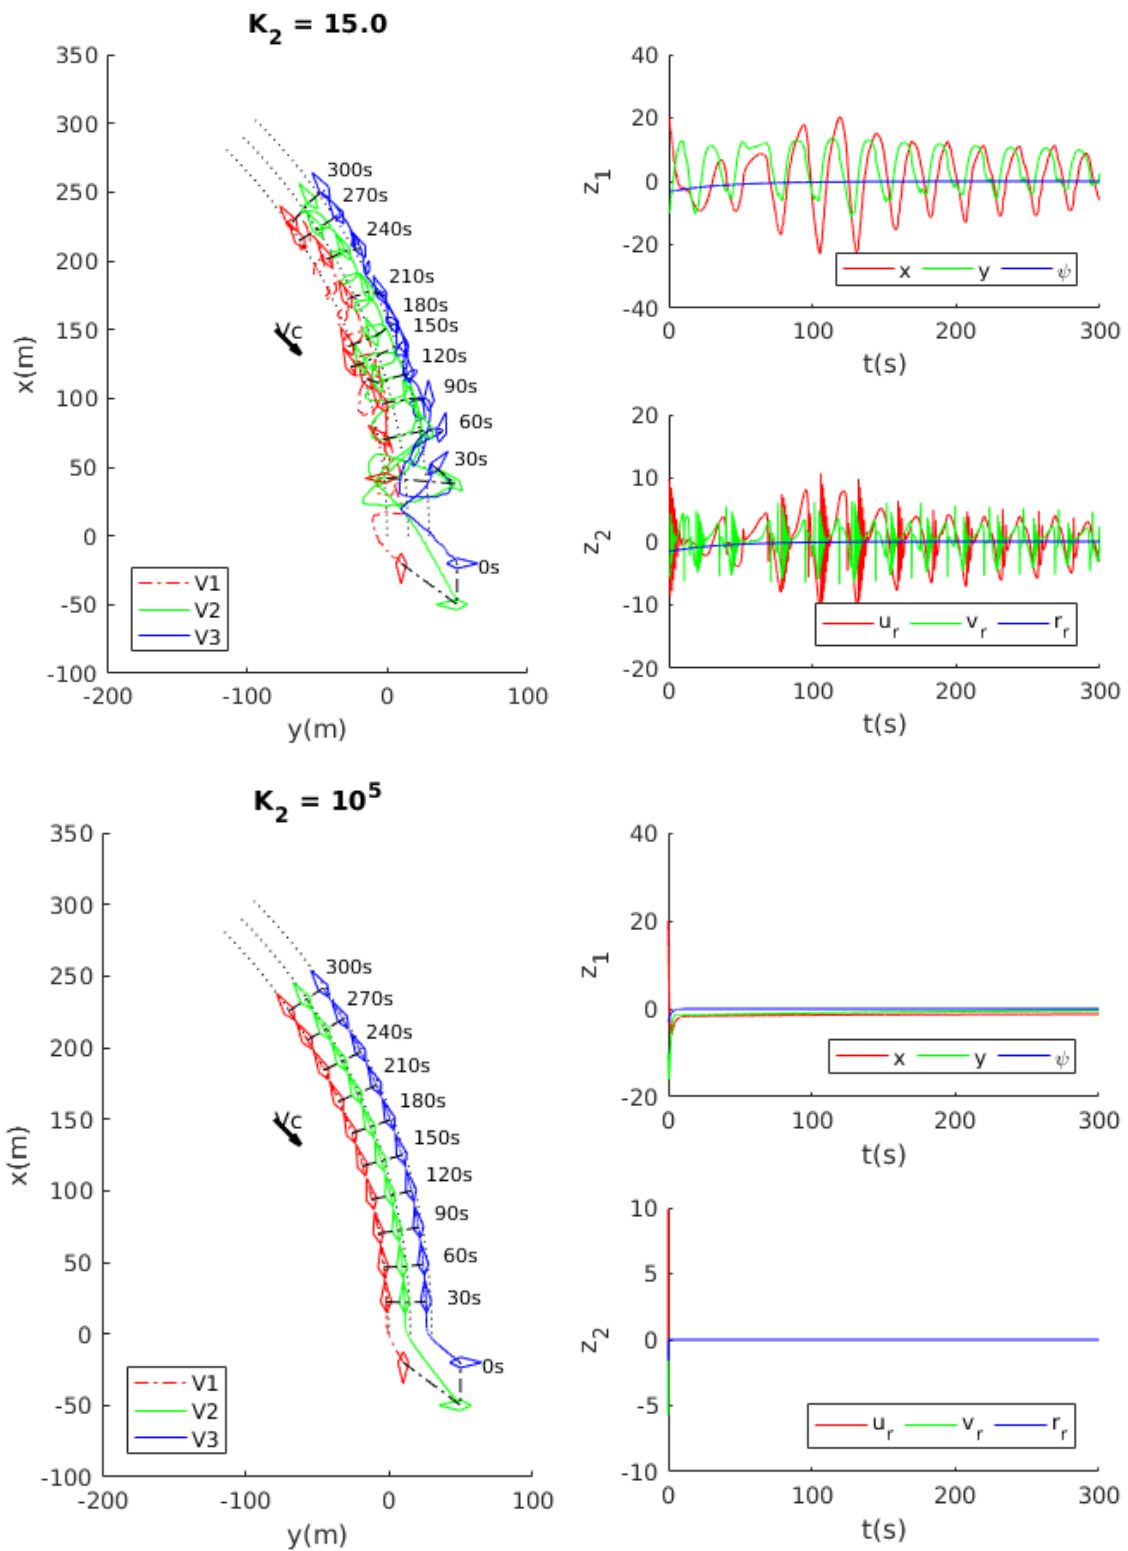 K2 = 15.0
350
300
250
200
150
100
50
0
-50
-100
-200
-100
0
100
x(m)
y(m)
300s
270s
240s
210s
180s
150s
120s
90s
60s
30s
0s
Vc
V1
V2
V3
40
20
0
-20
-40
0
100
200
300
z1
t(s)
x y ψ
20
10
0
-10
-20
0
100
200
300
z2
t(s)
ur vr rr
K2 = 10^5
350
300
250
200
150
100
50
0
-50
-100
-200
-100
0
100
x(m)
y(m)
300s
270s
240s
210s
180s
150s
120s
90s
60s
30s
0s
Vc
V1
V2
V3
40
20
0
-20
0
100
200
300
z1
t(s)
x y ψ
10
5
0
-5
-10
0
100
200
300
z2
t(s)
ur vr rr